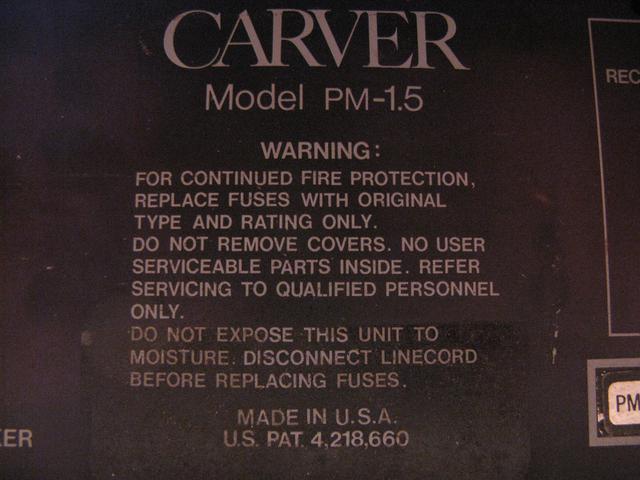 CARVER
Model PM-1.5
WARNING:
FOR CONTINUED FIRE PROTECTION,
REPLACE FUSES WITH ORIGINAL
TYPE AND RATING ONLY.
DO NOT REMOVE COVERS. NO USER
SERVICEABLE PARTS INSIDE. REFER
SERVICING TO QUALIFIED PERSONNEL
ONLY.
DO NOT EXPOSE THIS UNIT TO
MOISTURE. DISCONNECT LINECORD
BEFORE REPLACING FUSES.
MADE IN U.S.A.
U.S. PAT. 4,218,660
REC
PM
KER